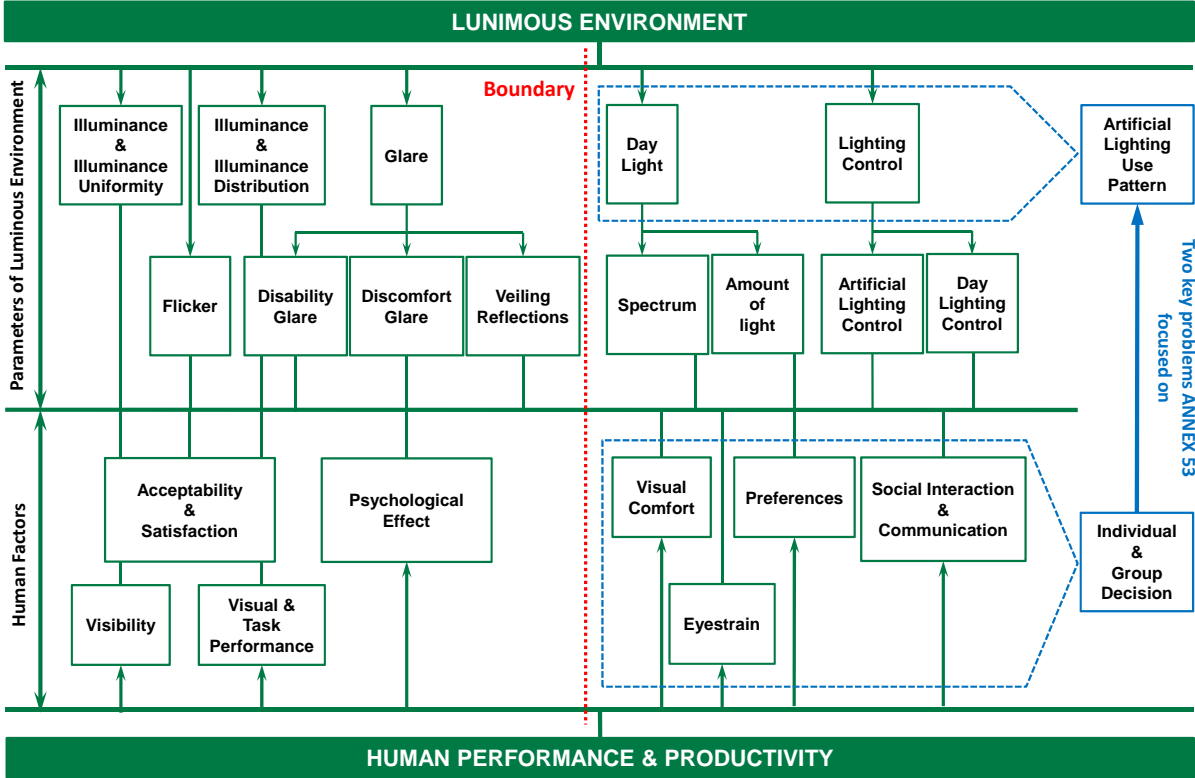 LUNIMOUS ENVIRONMENT
Parameters of Luminous Environment
Boundary
Illuminance
&
Illuminance
Uniformity
Illuminance
&
Illuminance
Distribution
Glare
Day
Light
Lighting
Control
Artificial
Lighting
Use
Pattern
Flicker
Disability
Glare
Discomfort
Glare
Veiling
Reflections
Spectrum
Amount
of
light
Artificial
Lighting
Control
Day
Lighting
Control
Two key problems ANNEX 53
focused on
Human Factors
Acceptability
&
Satisfaction
Psychological
Effect
Visual
Comfort
Preferences
Social Interaction
&
Communication
Individual
&
Group
Decision
Visibility
Visual &
Task
Performance
Eyestrain
HUMAN PERFORMANCE & PRODUCTIVITY